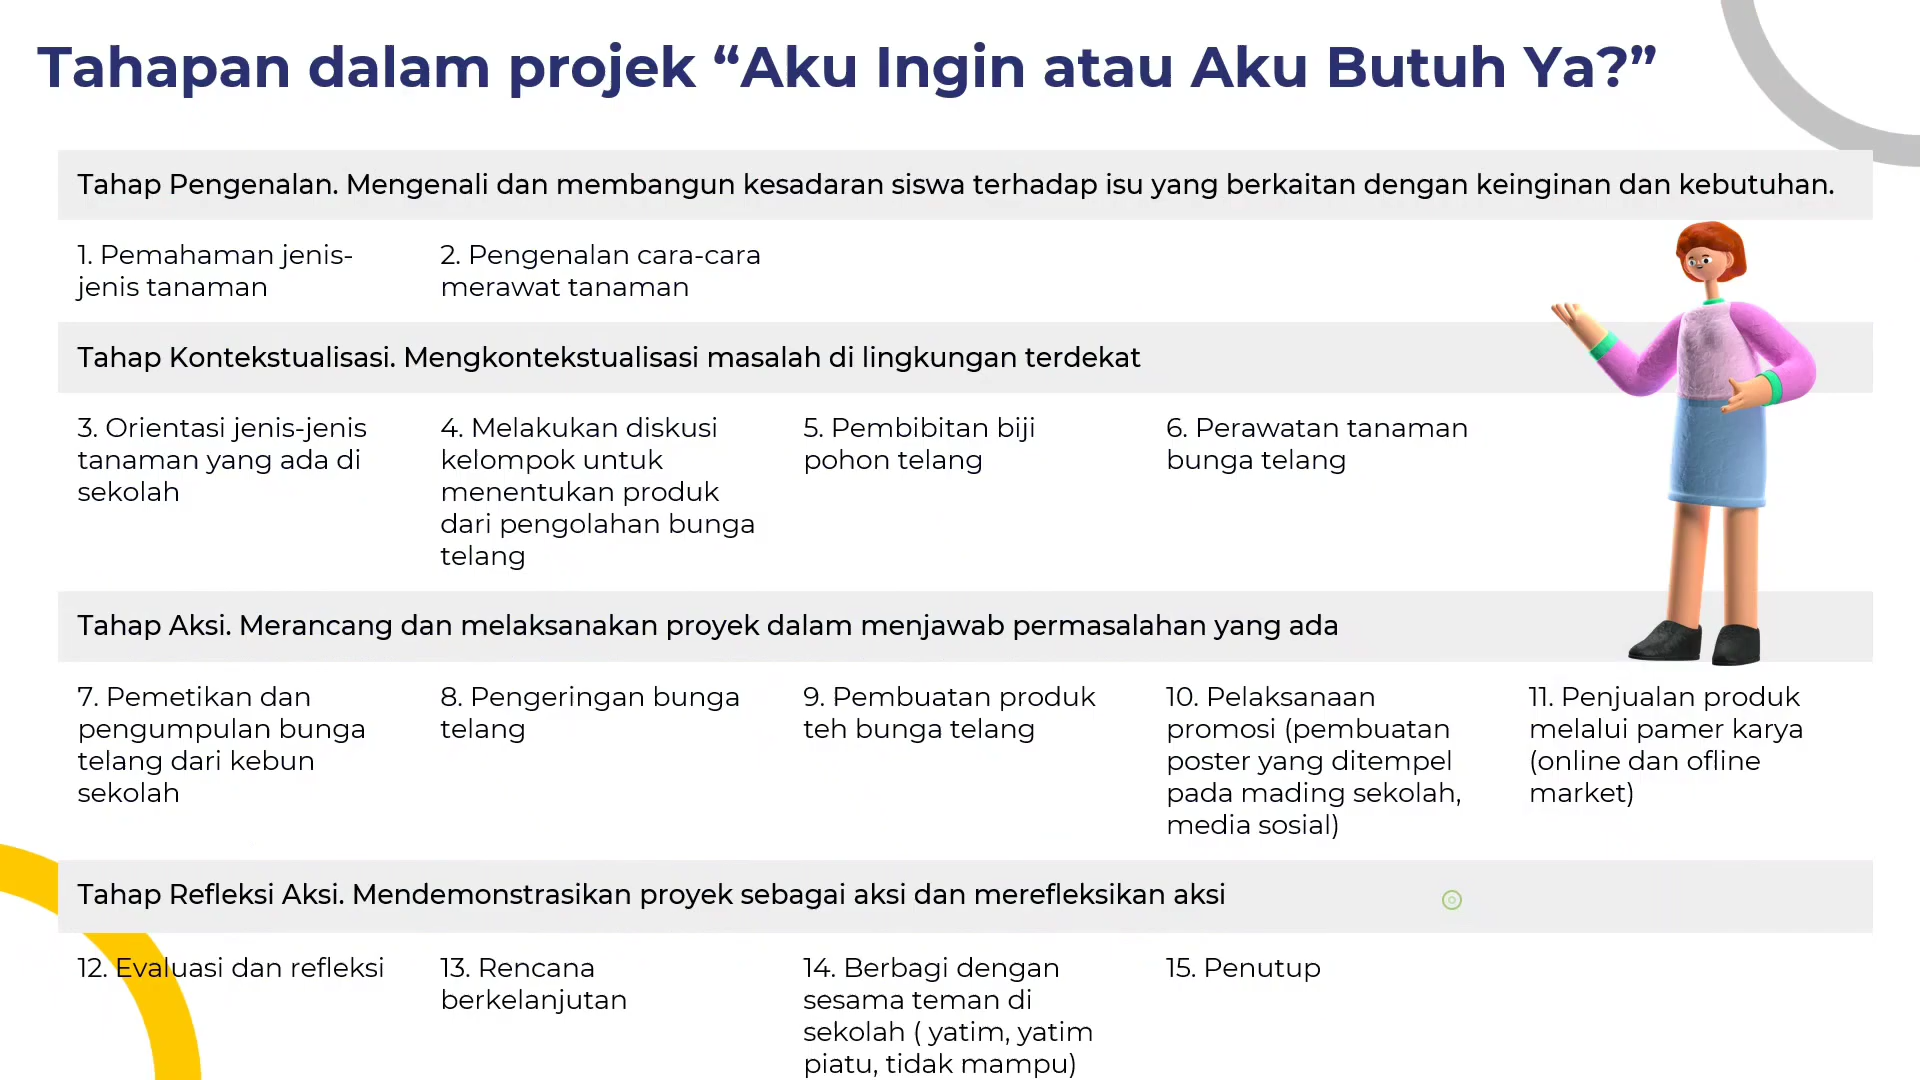 Tahapan dalam projek “Aku Ingin atau Aku Butuh Ya?”
Tahap Pengenalan. Mengenali dan membangun kesadaran siswa terhadap isu yang berkaitan dengan keinginan dan kebutuhan.
1. Pemahaman jenis-
jenis tanaman
2. Pengenalan cara-cara
merawat tanaman
Tahap Kontekstualisasi. Mengkontekstualisasi masalah di lingkungan terdekat
3. Orientasi jenis-jenis
tanaman yang ada di
sekolah
4. Melakukan diskusi
kelompok untuk
menentukan produk
dari pengolahan bunga
telang
5. Pembibitan biji
pohon telang
6. Perawatan tanaman
bunga telang
Tahap Aksi. Merancang dan melaksanakan proyek dalam menjawab permasalahan yang ada
7. Pemetikan dan
pengumpulan bunga
telang dari kebun
sekolah
8. Pengeringan bunga
telang
9. Pembuatan produk
teh bunga telang
10. Pelaksanaan
promosi (pembuatan
poster yang ditempel
pada mading sekolah,
media sosial)
11. Penjualan produk
melalui pamer karya
(online dan ofline
market)
Tahap Refleksi Aksi. Mendemonstrasikan proyek sebagai aksi dan merefleksikan aksi
12. Evaluasi dan refleksi
13. Rencana
berkelanjutan
14. Berbagi dengan
sesama teman di
sekolah ( yatim, yatim
piatu, tidak mampu)
15. Penutup